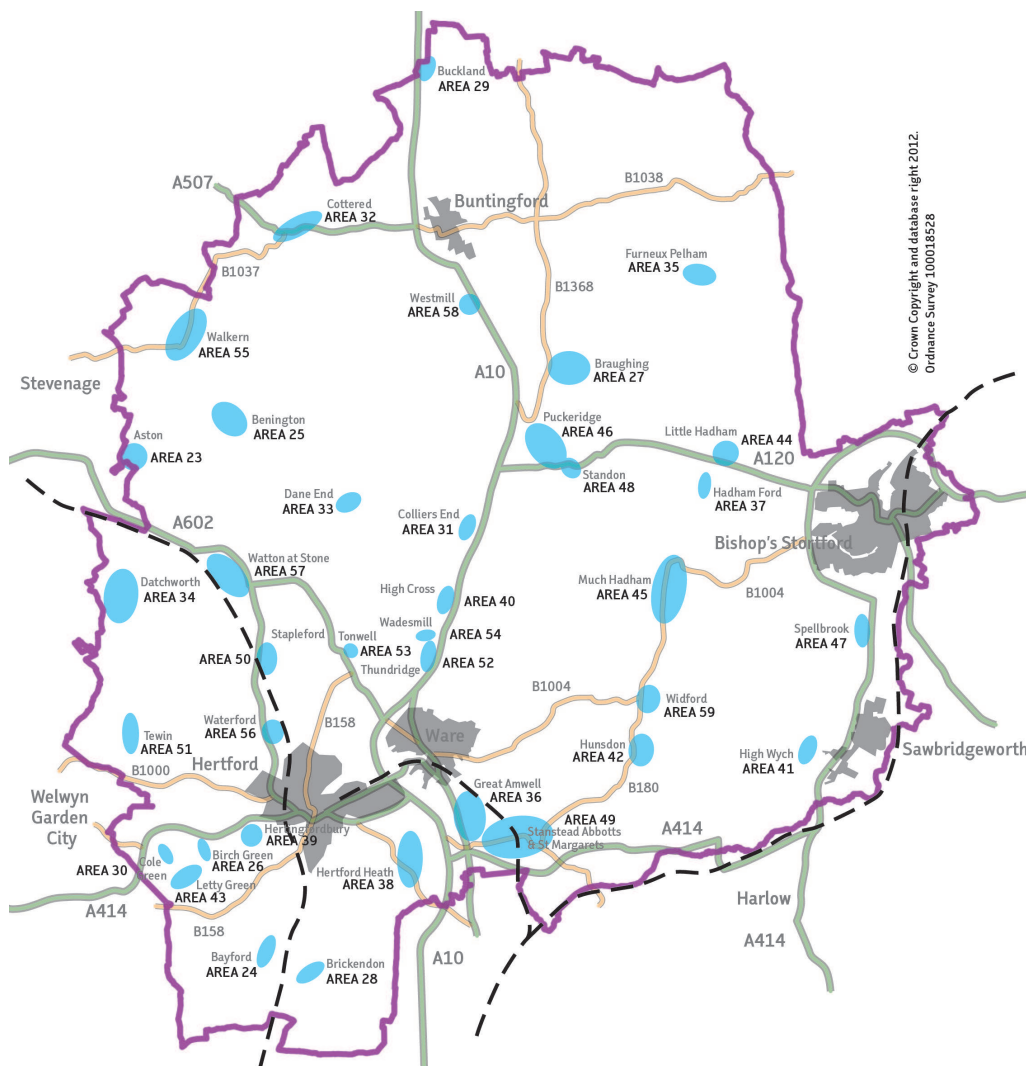 Buckland
AREA 29
A507
Cottered
AREA 32
Buntingford
B1038
© Crown Copyright and database right 2012.
Ordnance Survey 100018528
B1037
Furneux Pelham
AREA 35
B1368
Westmill
AREA 58
Walkern
AREA 55
Stevenage
A10
Braughing
AREA 27
Benington
AREA 25
Puckeridge
AREA 46
Little Hadham
AREA 44
A120
Aston
AREA 23
Standon
AREA 48
Dane End
AREA 33
Hadham Ford
AREA 37
Colliers End
AREA 31
A602
Bishop's Stortford
Watton at Stone
AREA 57
Datchworth
AREA 34
Much Hadham
AREA 45
B1004
High Cross
AREA 40
Wadesmill
AREA 54
Spellbrook
AREA 47
Stapleford
AREA 50
Tonwell
AREA 53
Thundridge
AREA 52
B1004
Widford
AREA 59
Waterford
AREA 56
B158
Tewin
AREA 51
Ware
Hunsdon
AREA 42
High Wych
AREA 41
Sawbridgeworth
B1000
Hertford
B180
Welwyn
Garden
City
Great Amwell
AREA 36
AREA 49
Stanstead Abbotts
& St Margarets
Hertingfordbury
AREA 39
A414
Birch Green
AREA 26
AREA 30
Cole
Green
Letty Green
AREA 43
Hertford Heath
AREA 38
A414
B158
Harlow
A414
Bayford
AREA 24
Brickendon
AREA 28
A10